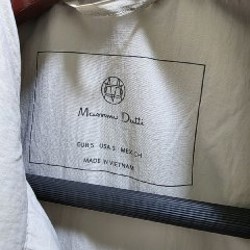 Massimo Dutti
EUR S USA S MEX CH
MADE IN VIETNAM